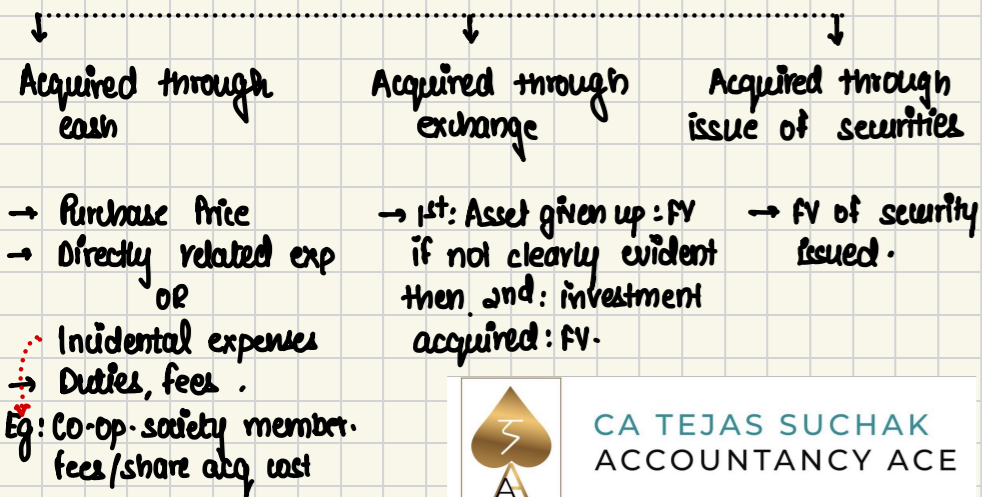 Acquired through
cash
→ Purchase Price
→ Directly related exp
OR
Incidental expenses
→ Duties, fees .
Eg: Co-op. society member.
fees/share acq cost
Acquired through
exchange
→ 1st: Asset given up : FV
if not clearly evident
then 2nd: investment
acquired: FV.
Acquired through
issue of securities
→ FV of security
issued.
CA TEJAS SUCHAK
ACCOUNTANCY ACE